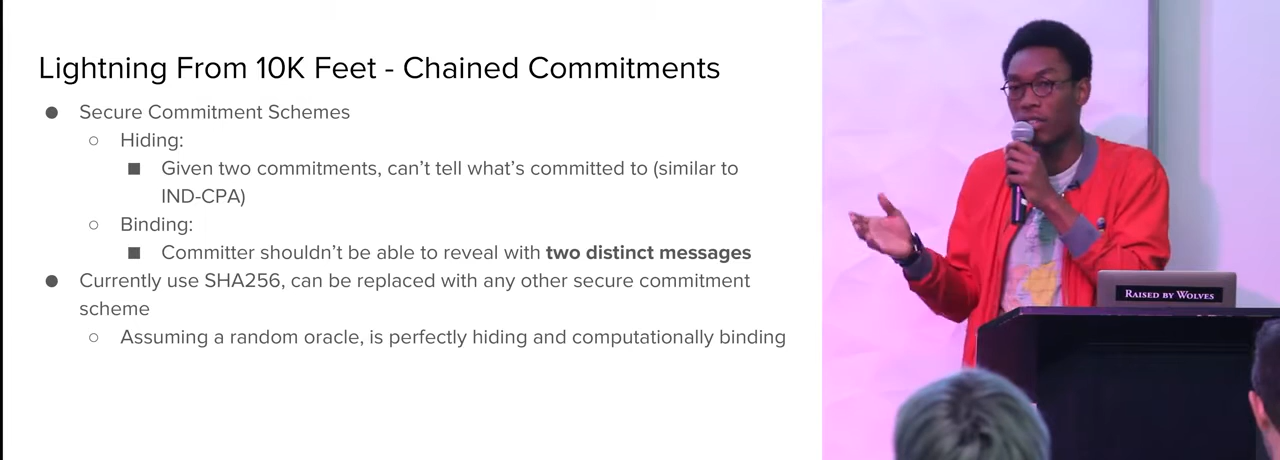 Lightning From 10K Feet - Chained Commitments
● Secure Commitment Schemes
○ Hiding:
■ Given two commitments, can’t tell what’s committed to (similar to
IND-CPA)
○ Binding:
■ Committer shouldn’t be able to reveal with two distinct messages
● Currently use SHA256, can be replaced with any other secure commitment
scheme
○ Assuming a random oracle, is perfectly hiding and computationally binding
RAISED BY WOLVES